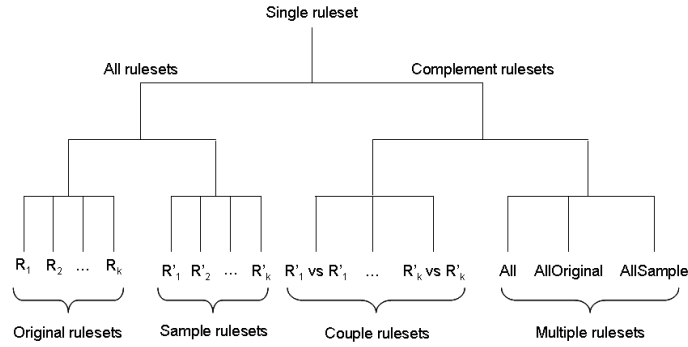 Single ruleset
All rulesets
Complement rulesets
R₁ R₂ ... Rₖ
R'₁ R'₂ ... R'ₖ
R'₁ vs R'₁ ... R'ₖ vs R'ₖ
All AllOriginal AllSample
Original rulesets
Sample rulesets
Couple rulesets
Multiple rulesets